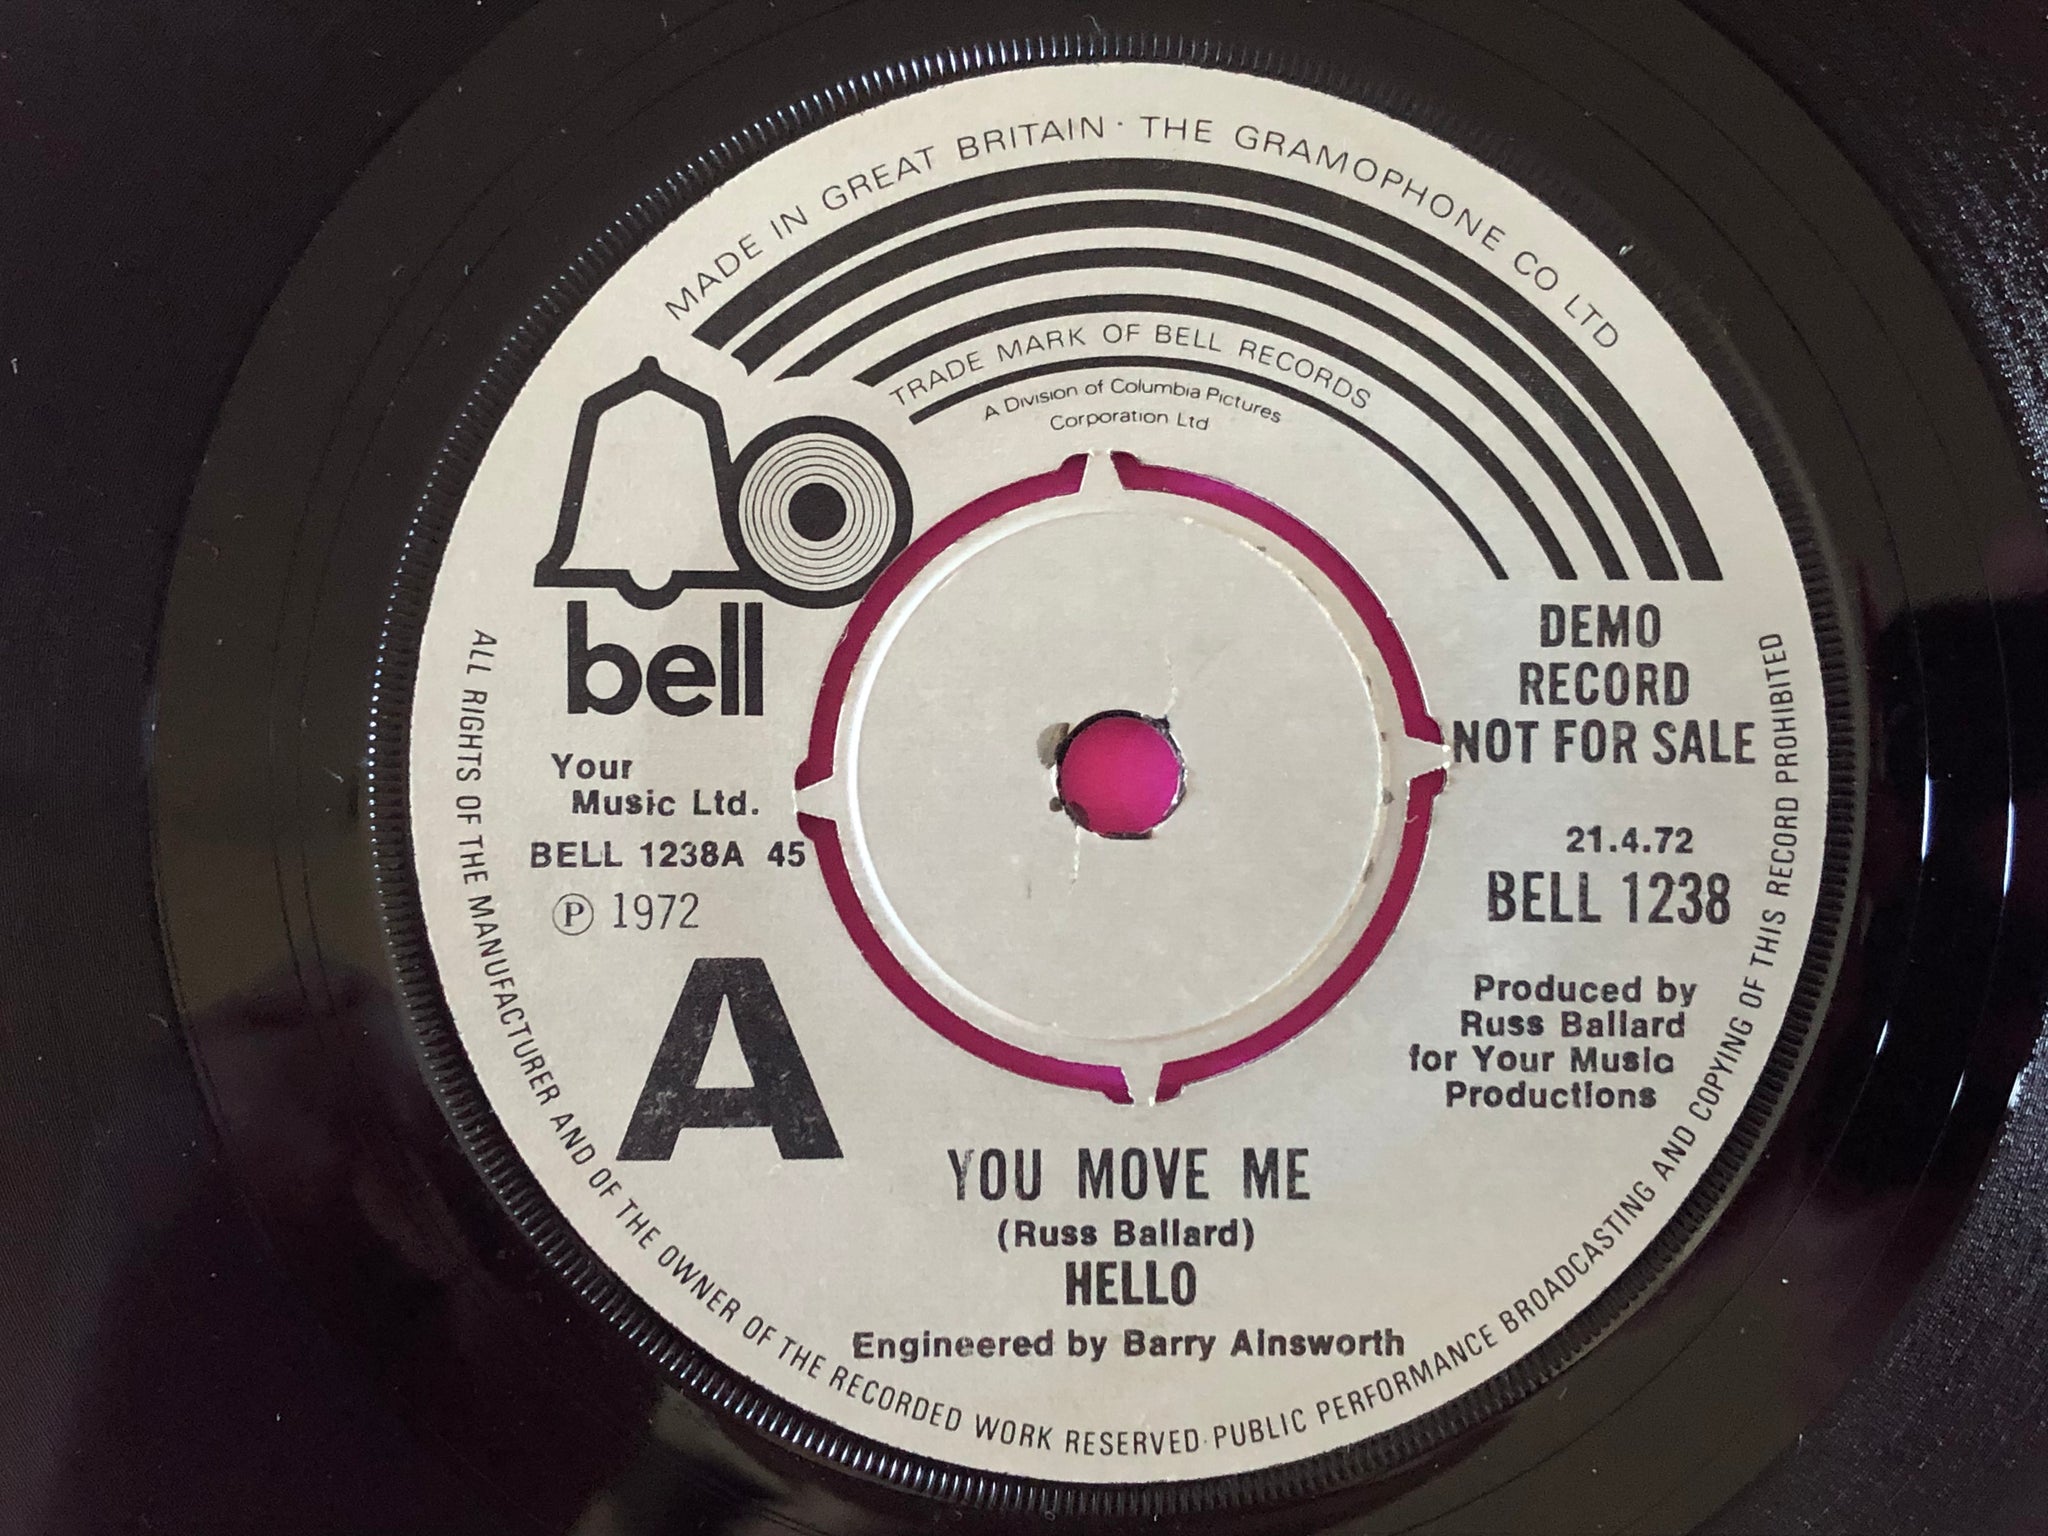 MADE IN GREAT BRITAIN · THE GRAMOPHONE CO LTD
TRADE MARK OF BELL RECORDS
A Division of Columbia Pictures
Corporation Ltd
bell
DEMO
RECORD
NOT FOR SALE
Your
Music Ltd.
BELL 1238A 45
Ⓟ 1972
A
21.4.72
BELL 1238
Produced by
Russ Ballard
for Your Music
Productions
YOU MOVE ME
(Russ Ballard)
HELLO
Engineered by Barry Ainsworth
ALL RIGHTS OF THE MANUFACTURER AND OF THE OWNER OF THE RECORDED WORK RESERVED · PUBLIC PERFORMANCE BROADCASTING AND COPYING OF THIS RECORD PROHIBITED